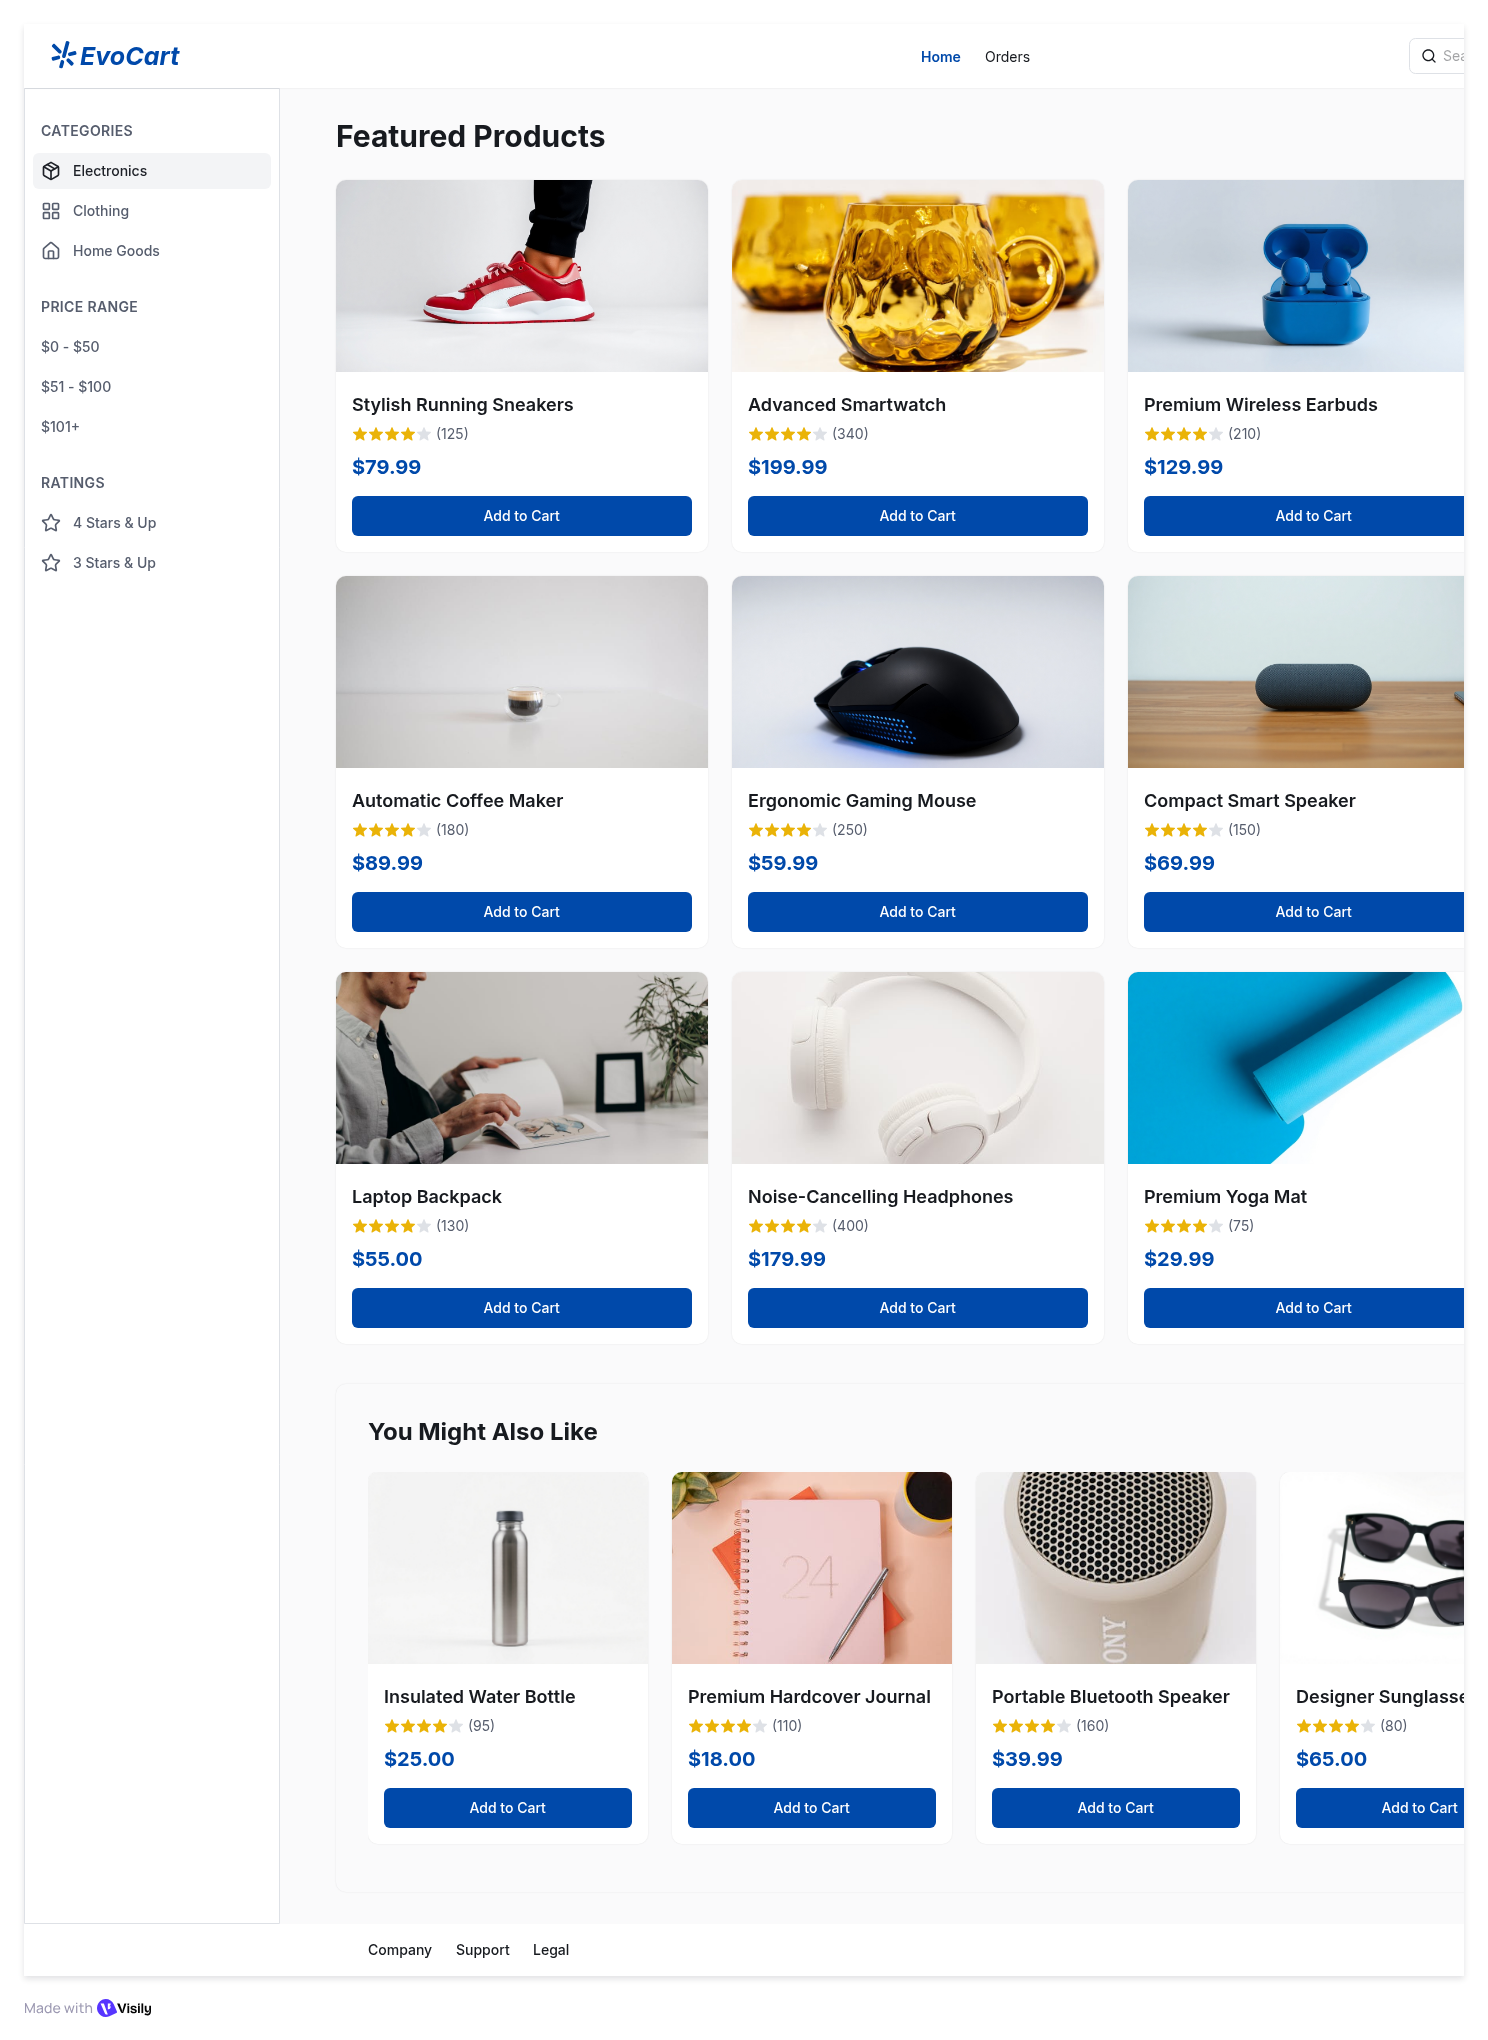 EvoCart
Home Orders
CATEGORIES
Electronics
Clothing
Home Goods
PRICE RANGE
$0 - $50
$51 - $100
$101+
RATINGS
4 Stars & Up
3 Stars & Up
Featured Products
Stylish Running Sneakers
(125)
$79.99
Add to Cart
Advanced Smartwatch
(340)
$199.99
Add to Cart
Premium Wireless Earbuds
(210)
$129.99
Add to Cart
Automatic Coffee Maker
(180)
$89.99
Add to Cart
Ergonomic Gaming Mouse
(250)
$59.99
Add to Cart
Compact Smart Speaker
(150)
$69.99
Add to Cart
Laptop Backpack
(130)
$55.00
Add to Cart
Noise-Cancelling Headphones
(400)
$179.99
Add to Cart
Premium Yoga Mat
(75)
$29.99
Add to Cart
You Might Also Like
Insulated Water Bottle
(95)
$25.00
Add to Cart
24
Premium Hardcover Journal
(110)
$18.00
Add to Cart
ONY
Portable Bluetooth Speaker
(160)
$39.99
Add to Cart
Designer
(80)
$65.00
Add to Cart
Company Support Legal
Made with Visily